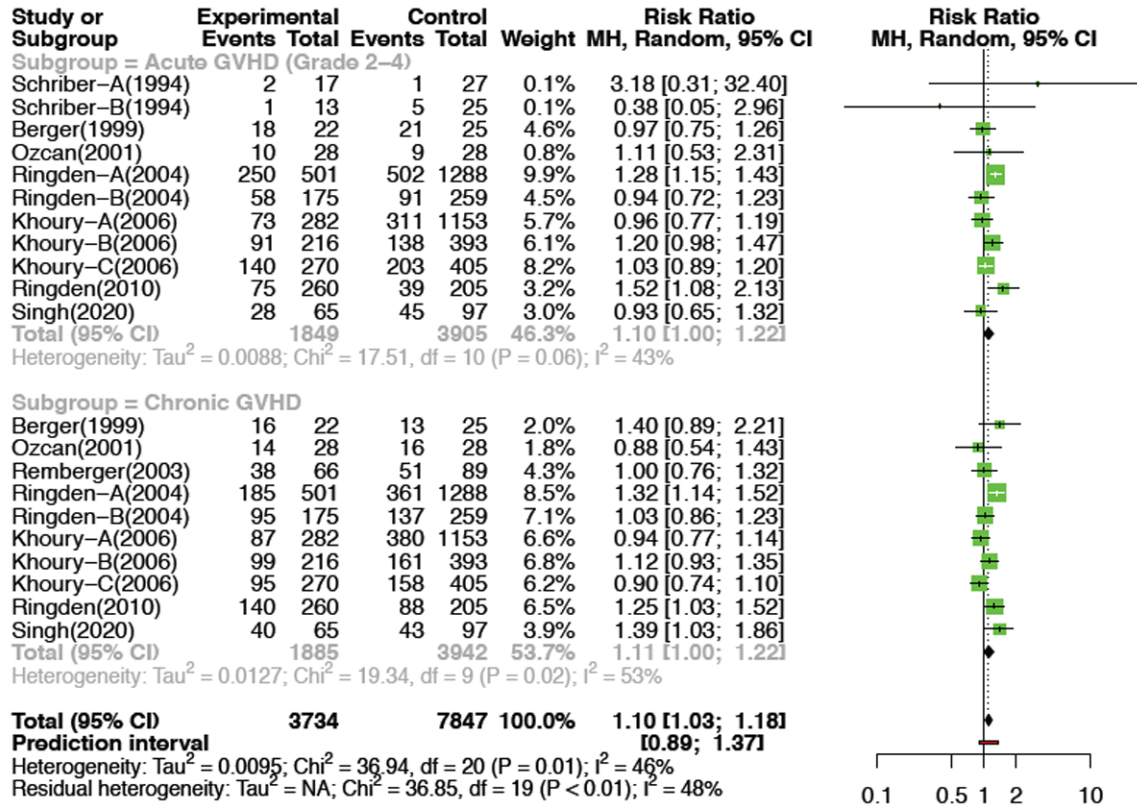 Study or Experimental Control Risk Ratio Risk Ratio
Subgroup Events Total Events Total Weight MH, Random, 95% CI MH, Random, 95% CI
Subgroup = Acute GVHD (Grade 2–4)
Schriber–A(1994) 2 17 1 27 0.1% 3.18 [0.31; 32.40]
Schriber–B(1994) 1 13 5 25 0.1% 0.38 [0.05; 2.96]
Berger(1999) 18 22 21 25 4.6% 0.97 [0.75; 1.26]
Ozcan(2001) 10 28 9 28 0.8% 1.11 [0.53; 2.31]
Ringden–A(2004) 250 501 502 1288 9.9% 1.28 [1.15; 1.43]
Ringden–B(2004) 58 175 91 259 4.5% 0.94 [0.72; 1.23]
Khoury–A(2006) 73 282 311 1153 5.7% 0.96 [0.77; 1.19]
Khoury–B(2006) 91 216 138 393 6.1% 1.20 [0.98; 1.47]
Khoury–C(2006) 140 270 203 405 8.2% 1.03 [0.89; 1.20]
Ringden(2010) 75 260 39 205 3.2% 1.52 [1.08; 2.13]
Singh(2020) 28 65 45 97 3.0% 0.93 [0.65; 1.32]
Total (95% CI) 1849 3905 46.3% 1.10 [1.00; 1.22]
Heterogeneity: Tau² = 0.0088; Chi² = 17.51, df = 10 (P = 0.06); I² = 43%
Subgroup = Chronic GVHD
Berger(1999) 16 22 13 25 2.0% 1.40 [0.89; 2.21]
Ozcan(2001) 14 28 16 28 1.8% 0.88 [0.54; 1.43]
Remberger(2003) 38 66 51 89 4.3% 1.00 [0.76; 1.32]
Ringden–A(2004) 185 501 361 1288 8.5% 1.32 [1.14; 1.52]
Ringden–B(2004) 95 175 137 259 7.1% 1.03 [0.86; 1.23]
Khoury–A(2006) 87 282 380 1153 6.6% 0.94 [0.77; 1.14]
Khoury–B(2006) 99 216 161 393 6.8% 1.12 [0.93; 1.35]
Khoury–C(2006) 95 270 158 405 6.2% 0.90 [0.74; 1.10]
Ringden(2010) 140 260 88 205 6.5% 1.25 [1.03; 1.52]
Singh(2020) 40 65 43 97 3.9% 1.39 [1.03; 1.86]
Total (95% CI) 1885 3942 53.7% 1.11 [1.00; 1.22]
Heterogeneity: Tau² = 0.0127; Chi² = 19.34, df = 9 (P = 0.02); I² = 53%
Total (95% CI) 3734 7847 100.0% 1.10 [1.03; 1.18]
Prediction interval [0.89; 1.37]
Heterogeneity: Tau² = 0.0095; Chi² = 36.94, df = 20 (P = 0.01); I² = 46%
Residual heterogeneity: Tau² = NA; Chi² = 36.85, df = 19 (P < 0.01); I² = 48%
0.1 0.5 1 2 10